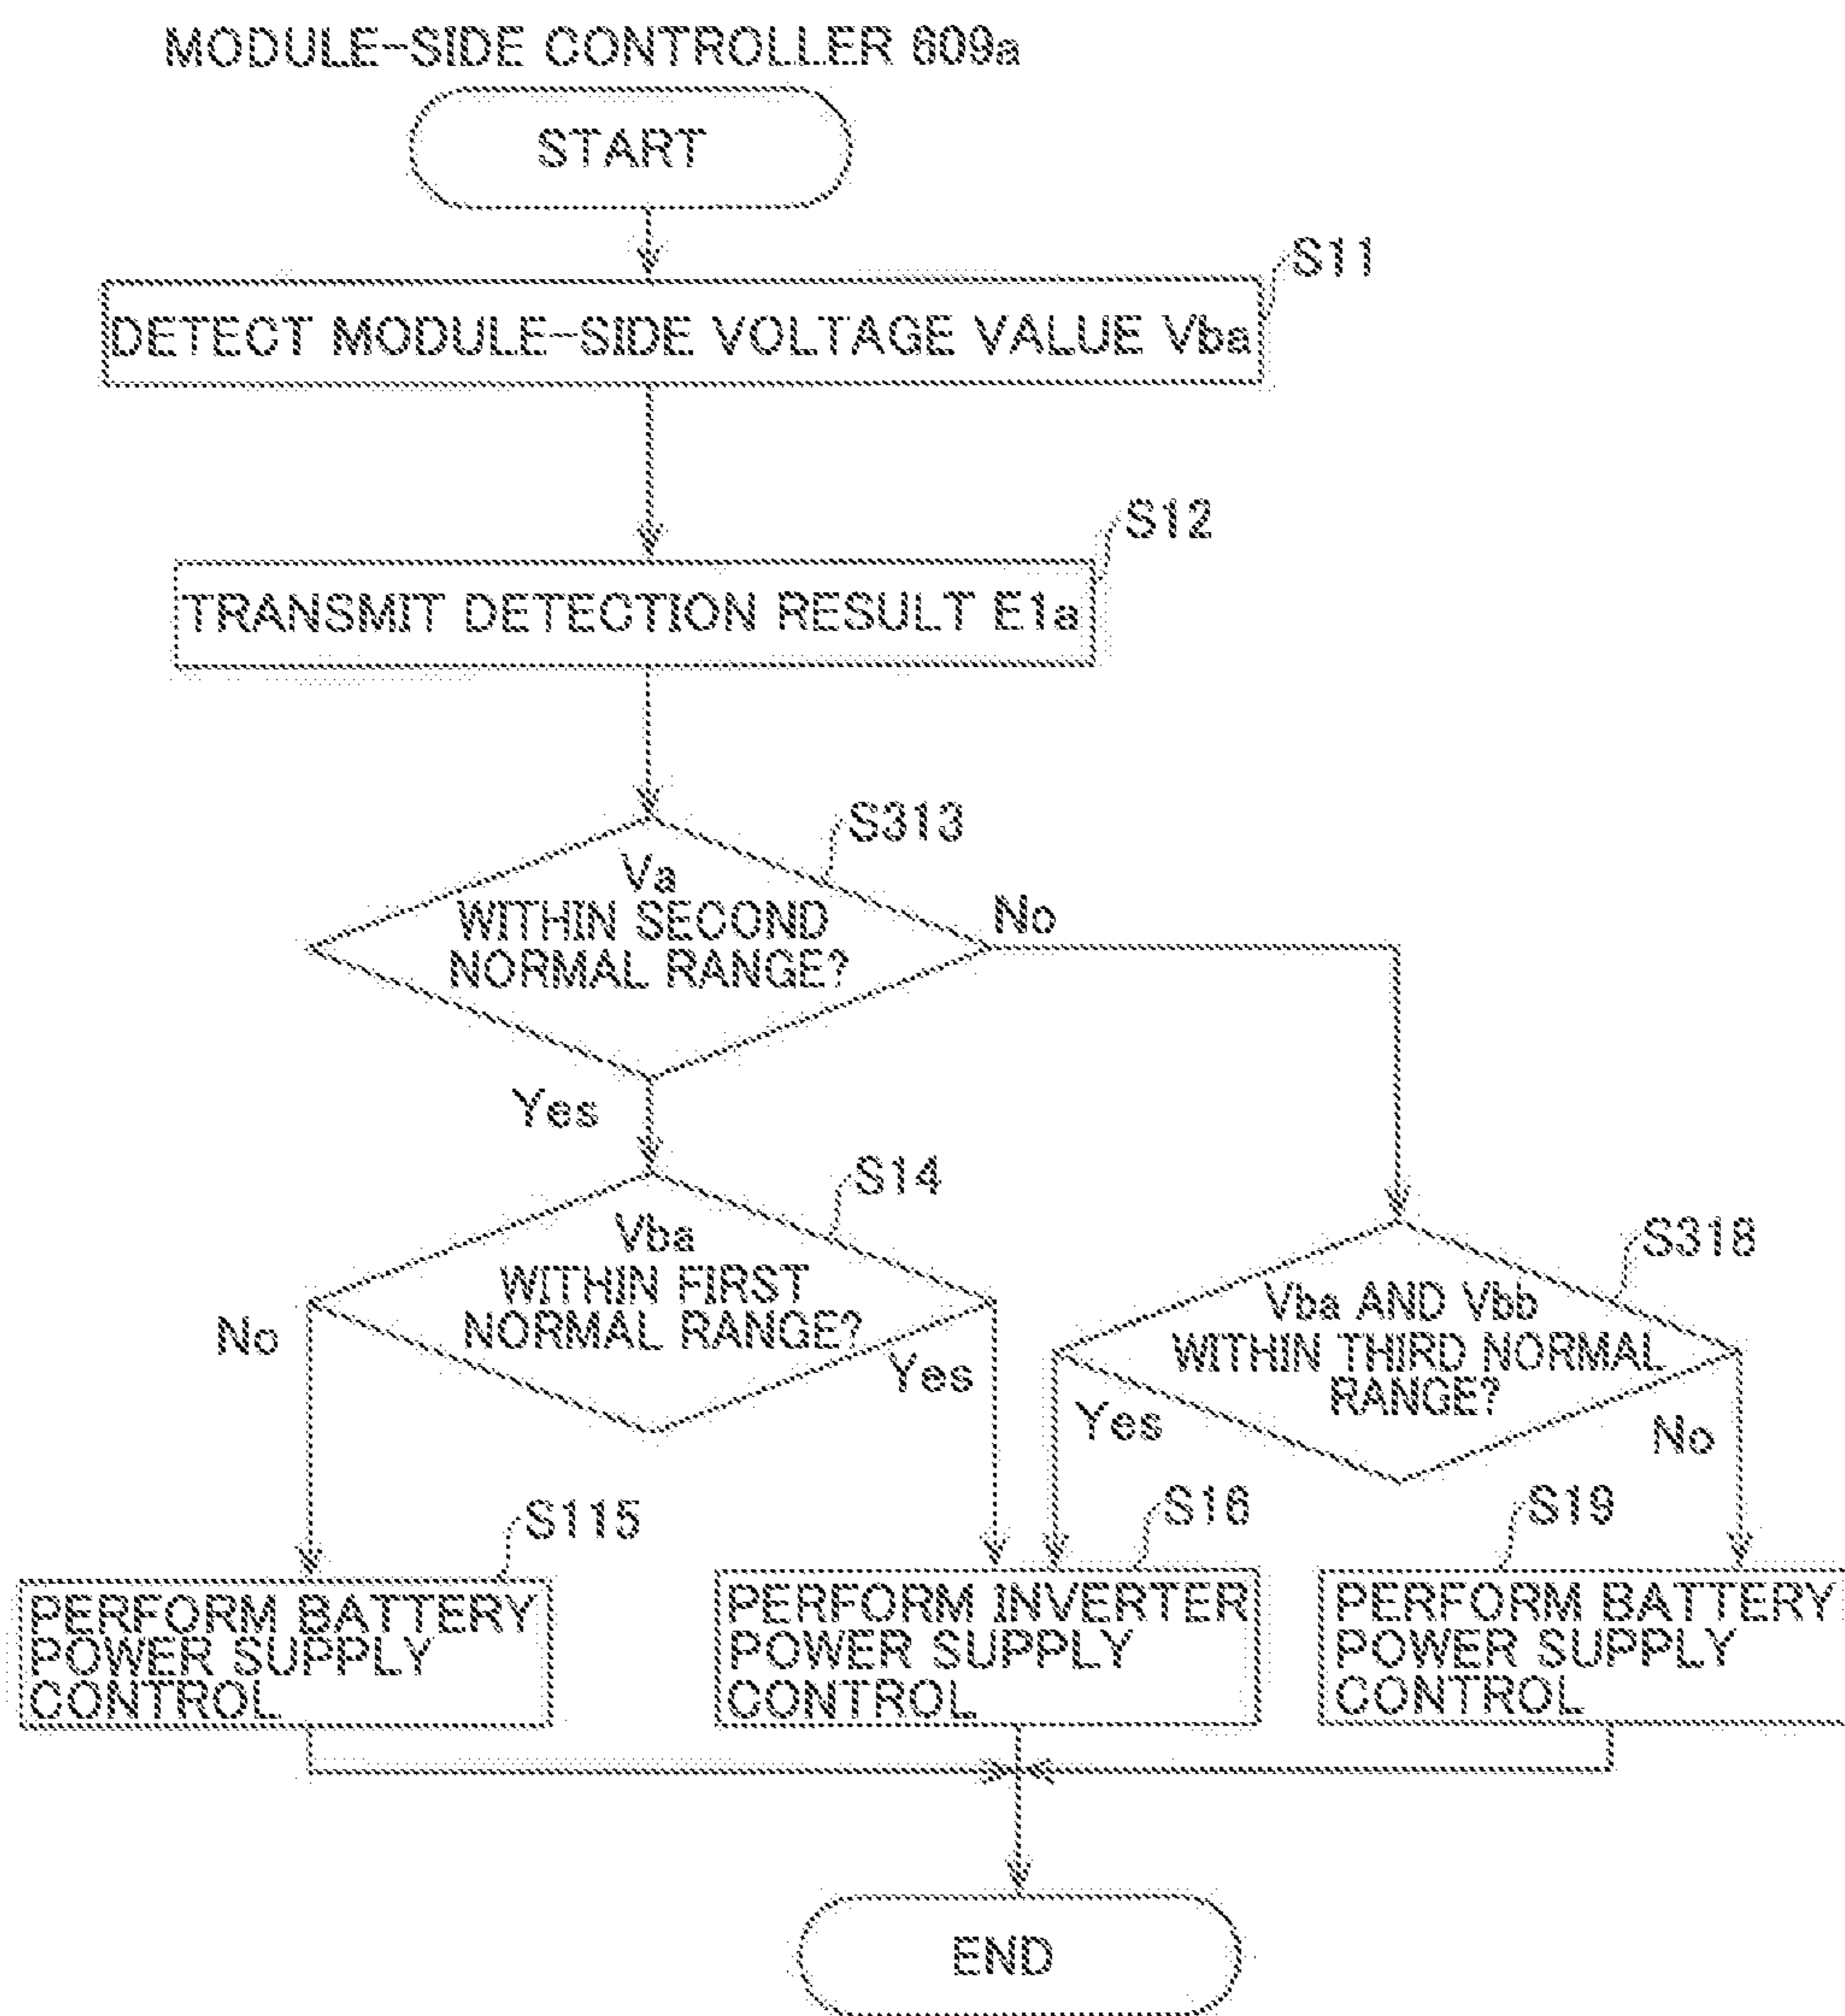 MODULE-SIDE CONTROLLER 609a
START
S11
DETECT MODULE-SIDE VOLTAGE VALUE Vba
S12
TRANSMIT DETECTION RESULT E1a
S313
Va
WITHIN SECOND
NORMAL RANGE?
No
Yes
S14
Vba
WITHIN FIRST
NORMAL RANGE?
No
Yes
S318
Vba AND Vbb
WITHIN THIRD NORMAL
RANGE?
Yes
No
S115
PERFORM BATTERY
POWER SUPPLY
CONTROL
S16
PERFORM INVERTER
POWER SUPPLY
CONTROL
S19
PERFORM BATTERY
POWER SUPPLY
CONTROL
END